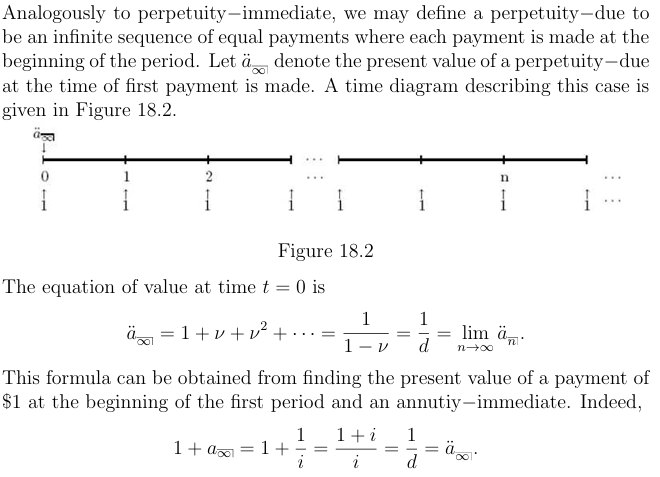 Analogously to perpetuity−immediate, we may define a perpetuity−due to
be an infinite sequence of equal payments where each payment is made at the
beginning of the period. Let ä_∞̅| denote the present value of a perpetuity−due
at the time of first payment is made. A time diagram describing this case is
given in Figure 18.2.
ä_∞̅|
↓
0 1 2 ··· n ···
↑ ↑ ↑ ↑ ↑ ↑ ↑ ↑
1 1 1 1 1 1 1 1 ···
Figure 18.2
The equation of value at time t = 0 is
ä_∞̅| = 1 + ν + ν² + ··· = 1/(1 − ν) = 1/d = lim_{n→∞} ä_n̅|.
This formula can be obtained from finding the present value of a payment of
$1 at the beginning of the first period and an annutiy−immediate. Indeed,
1 + a_∞̅| = 1 + 1/i = (1 + i)/i = 1/d = ä_∞̅|.